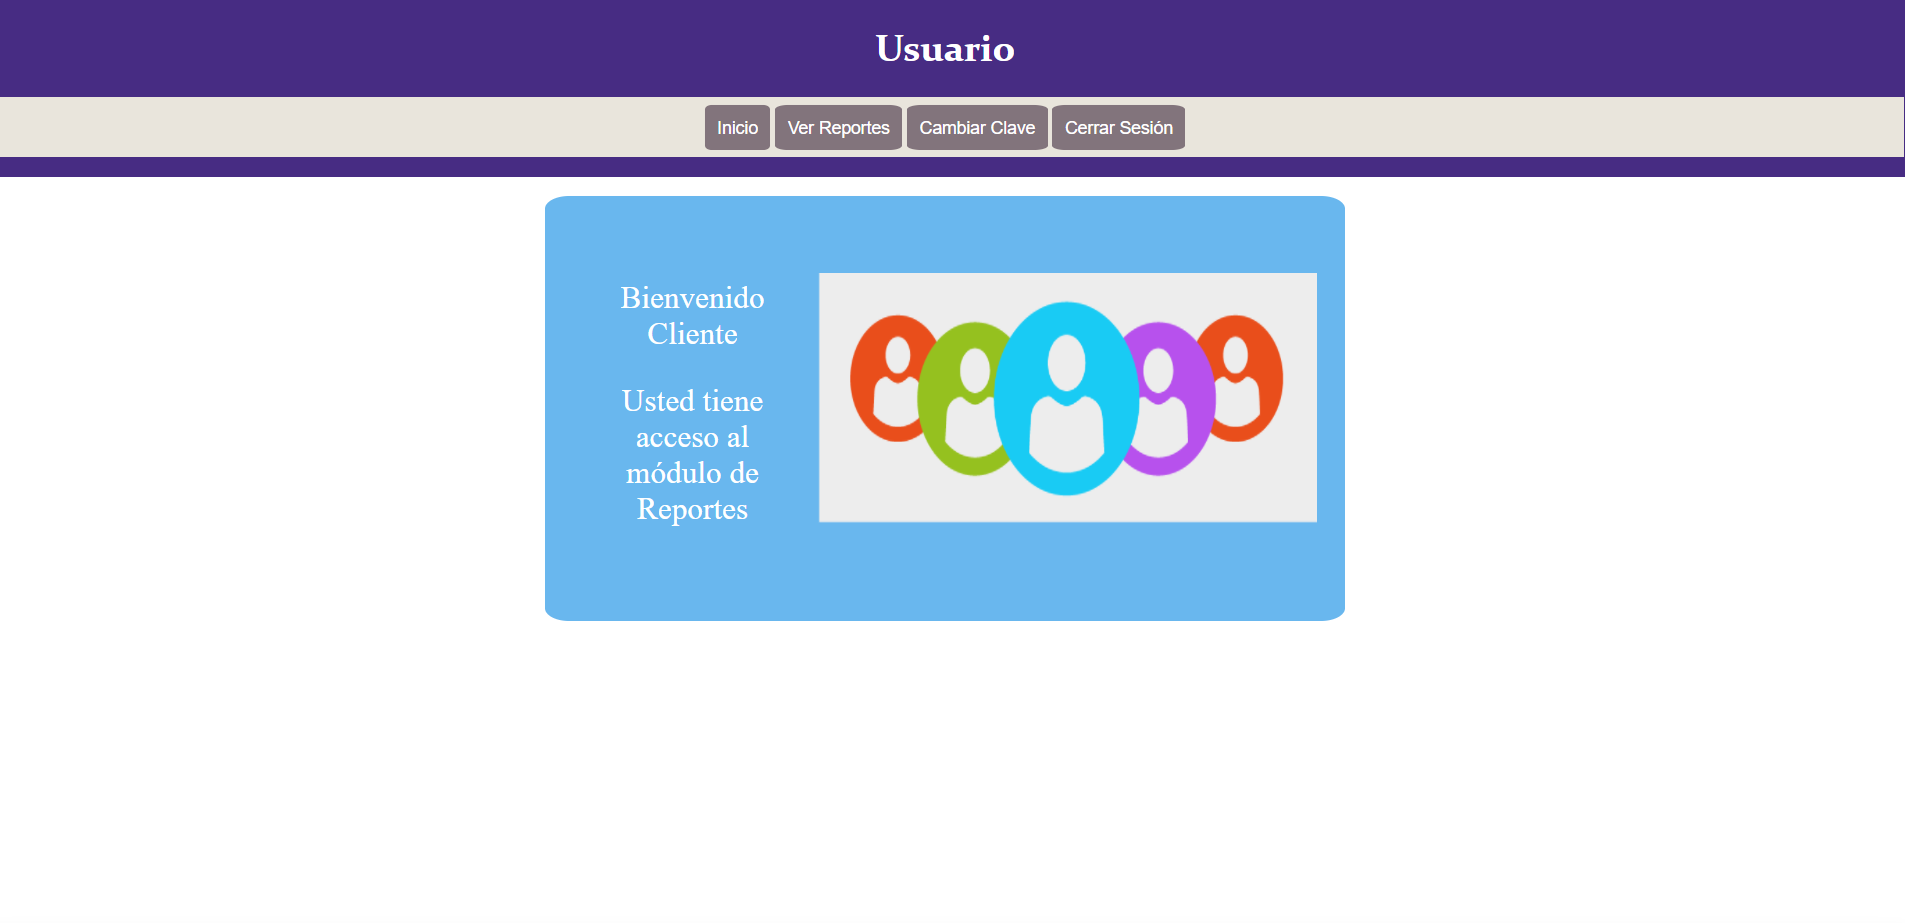 Usuario
Inicio Ver Reportes Cambiar Clave Cerrar Sesión
Bienvenido
Cliente
Usted tiene
acceso al
módulo de
Reportes